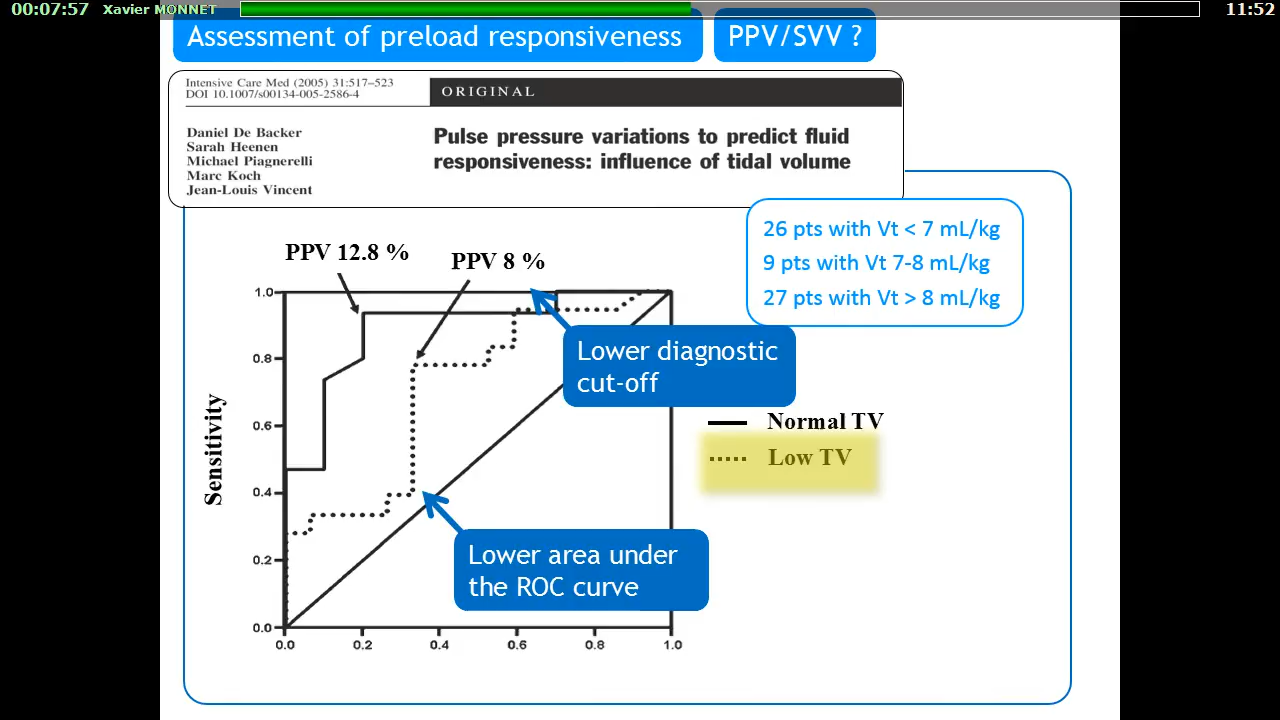 00:07:57 Xavier MONNET
11:52
Assessment of preload responsiveness
PPV/SVV ?
Intensive Care Med (2005) 31:517–523
DOI 10.1007/s00134-005-2586-4
ORIGINAL
Daniel De Backer
Sarah Heenen
Michael Piagnerelli
Marc Koch
Jean-Louis Vincent
Pulse pressure variations to predict fluid
responsiveness: influence of tidal volume
26 pts with Vt < 7 mL/kg
9 pts with Vt 7-8 mL/kg
27 pts with Vt > 8 mL/kg
PPV 12.8 %
PPV 8 %
Lower diagnostic
cut-off
Normal TV
Low TV
Lower area under
the ROC curve
Sensitivity
1.0
0.8
0.6
0.4
0.2
0.0
0.0 0.2 0.4 0.6 0.8 1.0